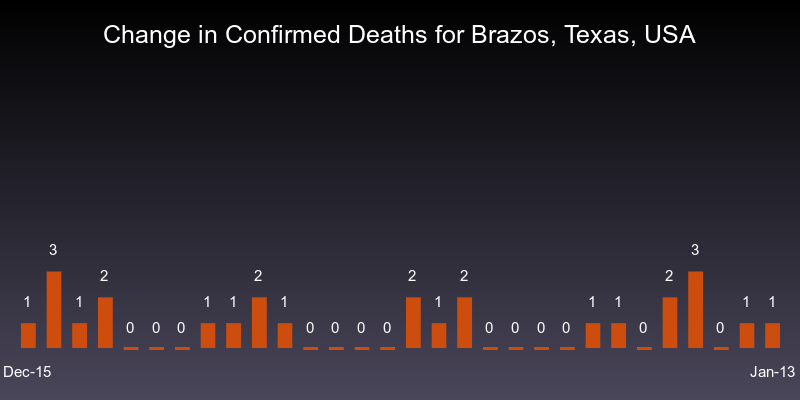 Change in Confirmed Deaths for Brazos, Texas, USA
1 3 1 2 0 0 0 1 1 2 1 0 0 0 0 2 1 2 0 0 0 0 1 1 0 2 3 0 1 1
Dec-15 Jan-13